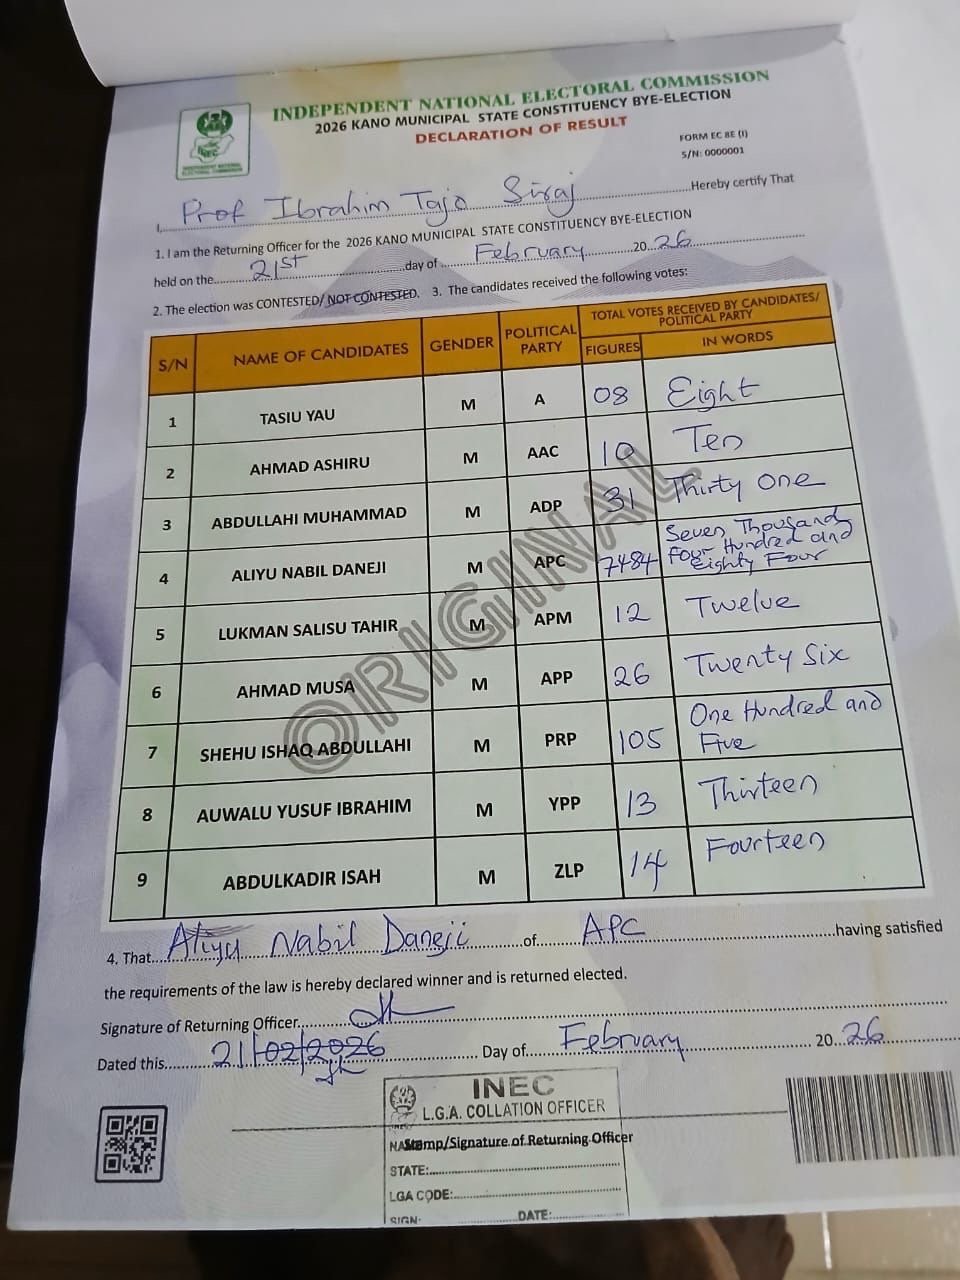 INDEPENDENT NATIONAL ELECTORAL COMMISSION
2026 KANO MUNICIPAL STATE CONSTITUENCY BYE-ELECTION
DECLARATION OF RESULT
FORM EC 8E (I)
S/N: 0000001
INEC
INDEPENDENT NATIONAL
ELECTORAL COMMISSION
I, Prof Ibrahim Tajo Siraj Hereby certify That
1. I am the Returning Officer for the 2026 KANO MUNICIPAL STATE CONSTITUENCY BYE-ELECTION
held on the 21st day of February 2026
2. The election was CONTESTED/ NOT CONTESTED. 3. The candidates received the following votes:
S/N NAME OF CANDIDATES GENDER POLITICAL PARTY TOTAL VOTES RECEIVED BY CANDIDATES/ POLITICAL PARTY
FIGURES IN WORDS
1 TASIU YAU M A 08 Eight
2 AHMAD ASHIRU M AAC 10 Ten
3 ABDULLAHI MUHAMMAD M ADP 31 Thirty One
4 ALIYU NABIL DANEJI M APC 7484 Seven Thousand Four Hundred and Eighty Four
5 LUKMAN SALISU TAHIR M APM 12 Twelve
6 AHMAD MUSA M APP 26 Twenty Six
7 SHEHU ISHAQ ABDULLAHI M PRP 105 One Hundred and Five
8 AUWALU YUSUF IBRAHIM M YPP 13 Thirteen
9 ABDULKADIR ISAH M ZLP 14 Fourteen
ORIGINAL
4. That Aliyu Nabil Daneji of APC having satisfied
the requirements of the law is hereby declared winner and is returned elected.
Signature of Returning Officer
Dated this 21/02/2026 Day of February 2026
INEC
L.G.A. COLLATION OFFICER
Stamp/Signature of Returning Officer
STATE:
LGA CODE:
SIGN: DATE: